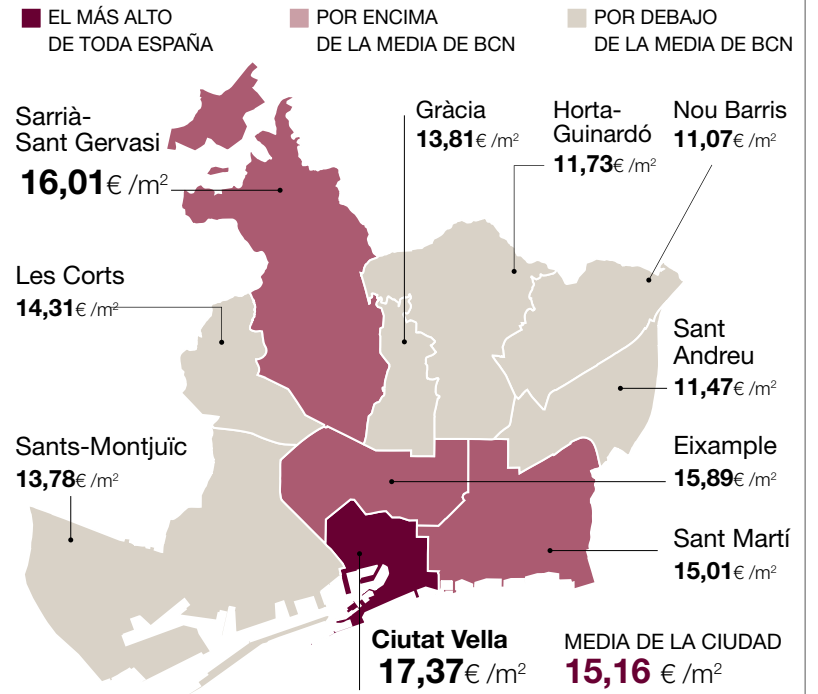 EL MÁS ALTO
DE TODA ESPAÑA
POR ENCIMA
DE LA MEDIA DE BCN
POR DEBAJO
DE LA MEDIA DE BCN
Sarrià-
Sant Gervasi
16,01€ /m²
Gràcia
13,81€ /m²
Horta-
Guinardó
11,73€ /m²
Nou Barris
11,07€ /m²
Les Corts
14,31€ /m²
Sant
Andreu
11,47€ /m²
Sants-Montjuïc
13,78€ /m²
Eixample
15,89€ /m²
Sant Martí
15,01€ /m²
Ciutat Vella
17,37€ /m²
MEDIA DE LA CIUDAD
15,16 € /m²